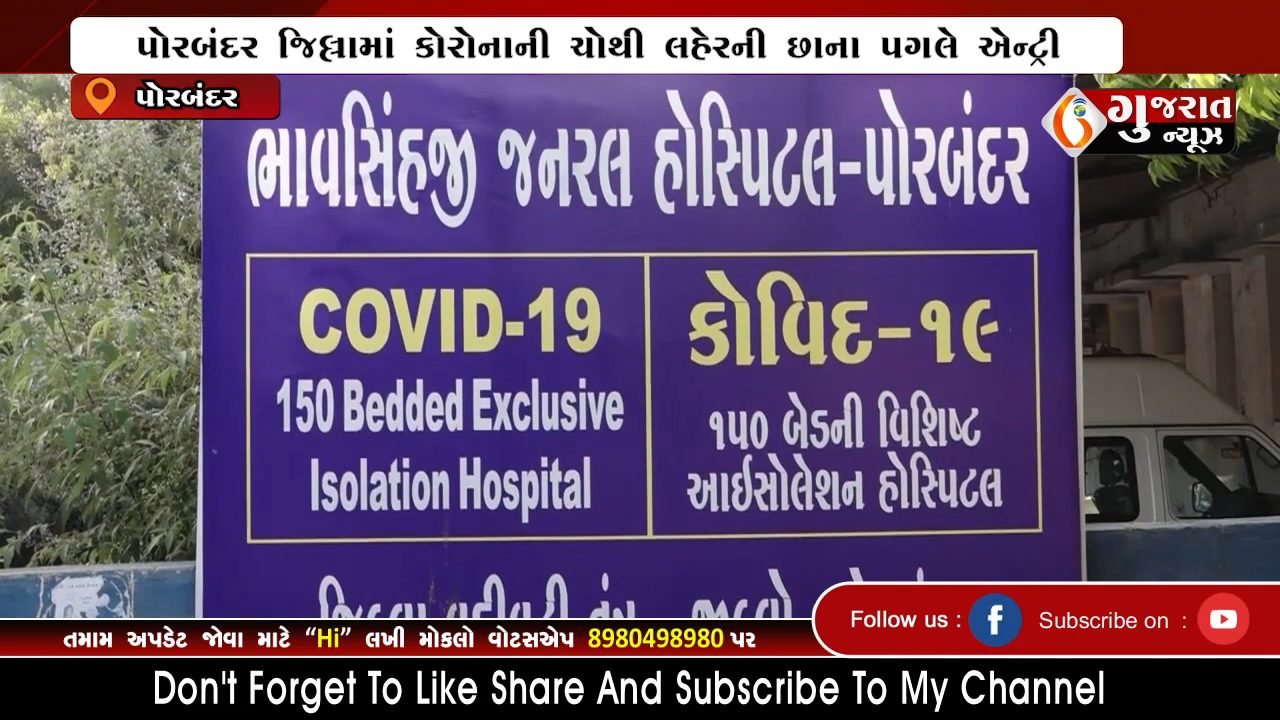 પોરબંદર જિલ્લામાં કોરોનાની ચોથી લહેરની છાના પગલે એન્ટ્રી
પોરબંદર
ગુજરાત
ન્યૂઝ
ભાવસિંહજી જનરલ હોસ્પિટલ-પોરબંદર
COVID-19
150 Bedded Exclusive
Isolation Hospital
કોવિદ-૧૯
૧૫૦ બેડની વિશિષ્ટ
આઈસોલેશન હોસ્પિટલ
Follow us :
Subscribe on :
તમામ અપડેટ જોવા માટે “Hi” લખી મોકલો વોટસએપ 8980498980 પર
Don't Forget To Like Share And Subscribe To My Channel